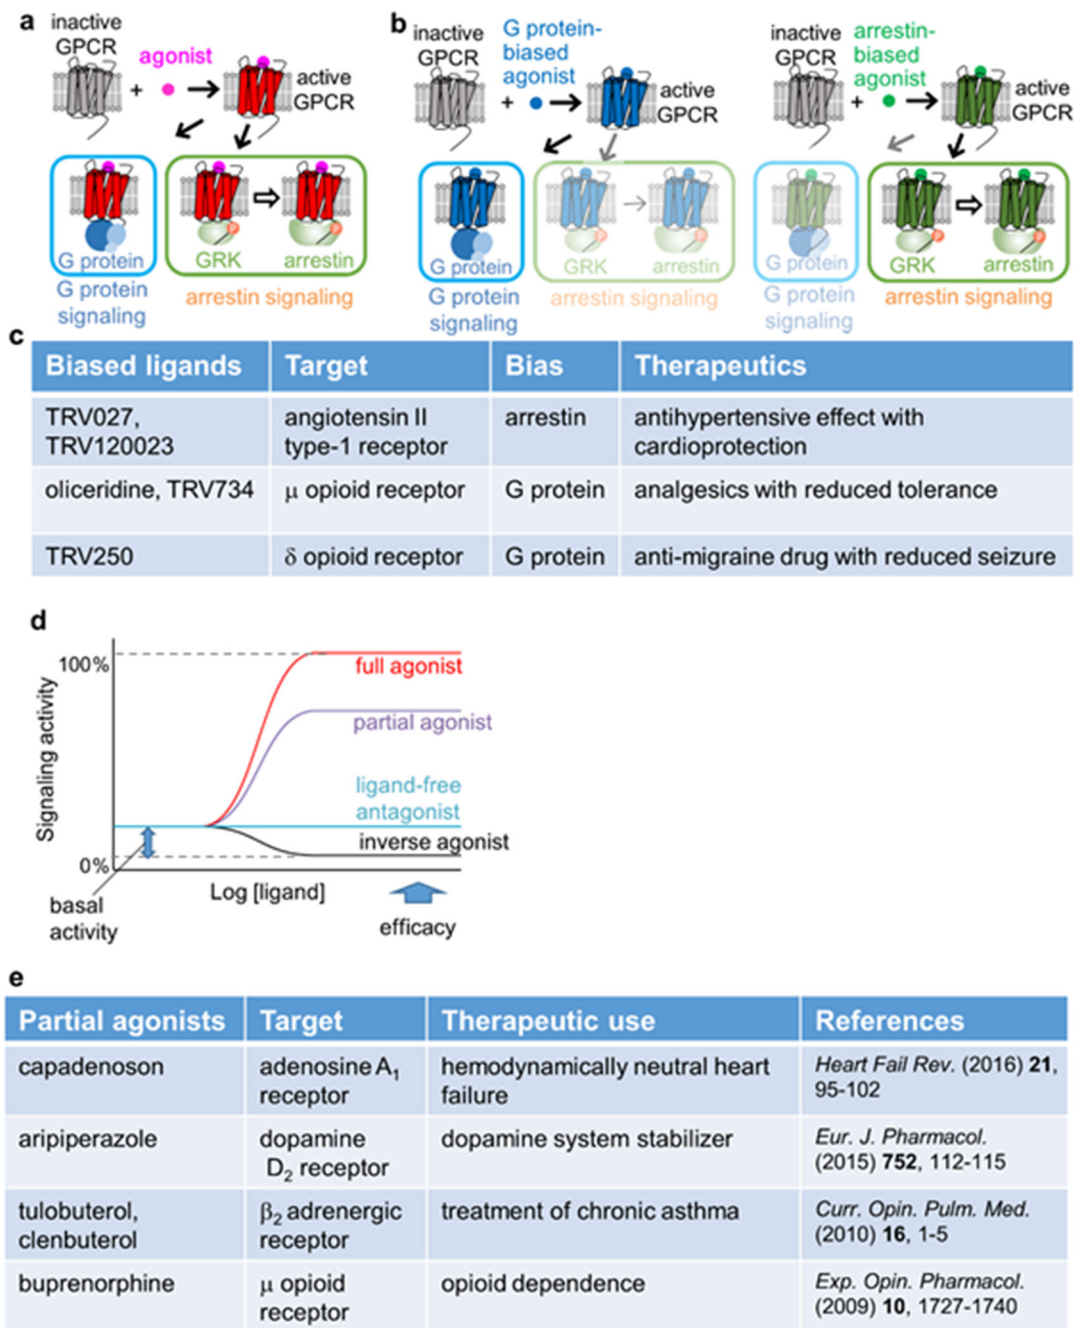 a
inactive
GPCR
agonist
+
active
GPCR
G protein
GRK
arrestin
G protein
signaling
arrestin signaling
b
inactive
GPCR
G protein-
biased
agonist
+
active
GPCR
G protein
GRK
arrestin
G protein
signaling
arrestin signaling
inactive
GPCR
arrestin-
biased
agonist
+
active
GPCR
G protein
GRK
arrestin
G protein
signaling
arrestin signaling
c
Biased ligands Target Bias Therapeutics
TRV027, angiotensin II arrestin antihypertensive effect with
TRV120023 type-1 receptor cardioprotection
oliceridine, TRV734 μ opioid receptor G protein analgesics with reduced tolerance
TRV250 δ opioid receptor G protein anti-migraine drug with reduced seizure
d
100%
full agonist
partial agonist
Signaling activity
ligand-free
antagonist
inverse agonist
0%
Log [ligand]
basal
activity
efficacy
e
Partial agonists Target Therapeutic use References
capadenoson adenosine A1 hemodynamically neutral heart Heart Fail Rev. (2016) 21,
receptor failure 95-102
aripiperazole dopamine dopamine system stabilizer Eur. J. Pharmacol.
D2 receptor (2015) 752, 112-115
tulobuterol, β2 adrenergic treatment of chronic asthma Curr. Opin. Pulm. Med.
clenbuterol receptor (2010) 16, 1-5
buprenorphine μ opioid opioid dependence Exp. Opin. Pharmacol.
receptor (2009) 10, 1727-1740